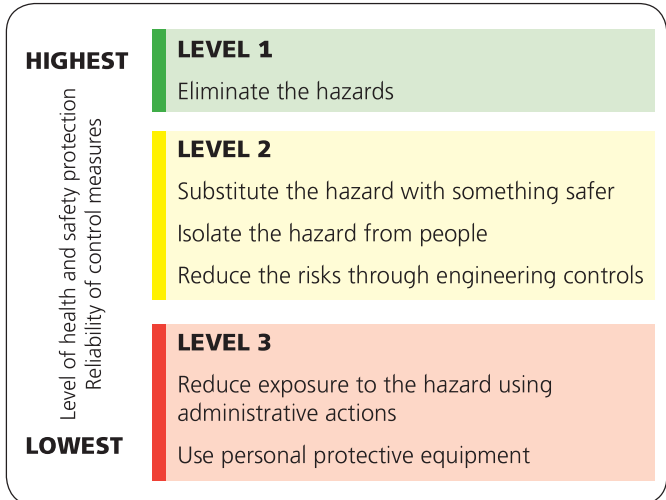 HIGHEST
Level of health and safety protection
Reliability of control measures
LOWEST
LEVEL 1
Eliminate the hazards
LEVEL 2
Substitute the hazard with something safer
Isolate the hazard from people
Reduce the risks through engineering controls
LEVEL 3
Reduce exposure to the hazard using
administrative actions
Use personal protective equipment